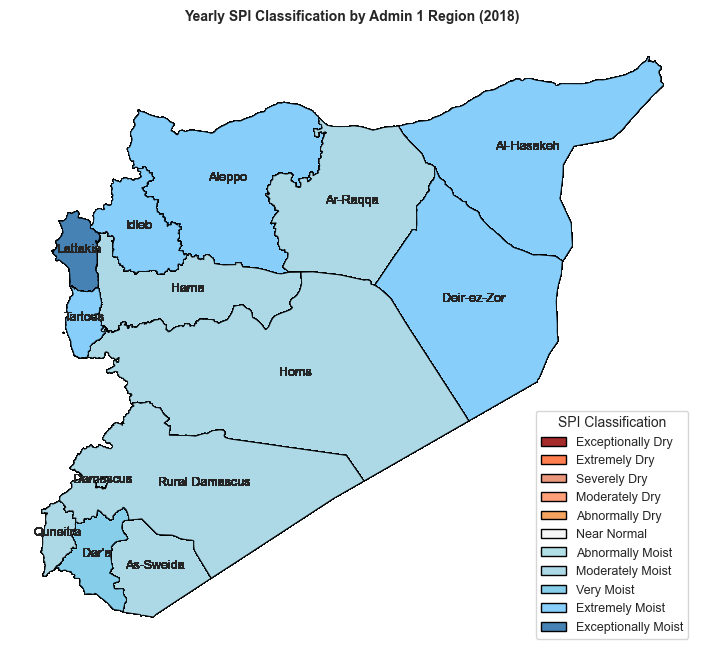 Yearly SPI Classification by Admin 1 Region (2018)
Al-Hasakeh
Aleppo
Ar-Raqqa
Idleb
Lattakia
Hama
Deir-ez-Zor
Tartous
Homs
Damascus
Rural Damascus
Quneitra
Dar'a
As-Sweida
SPI Classification
Exceptionally Dry
Extremely Dry
Severely Dry
Moderately Dry
Abnormally Dry
Near Normal
Abnormally Moist
Moderately Moist
Very Moist
Extremely Moist
Exceptionally Moist